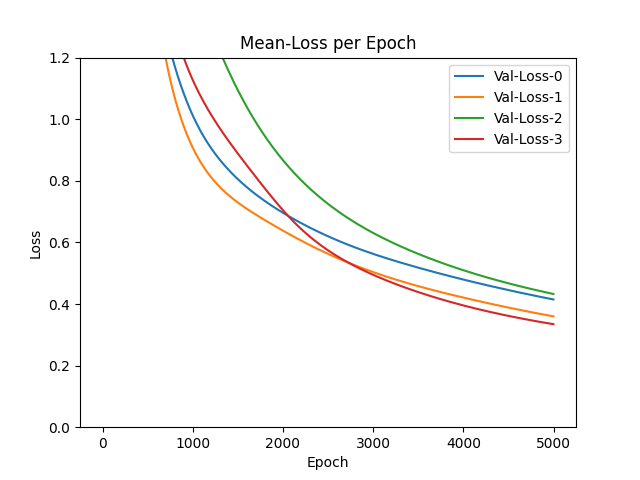 Mean-Loss per Epoch
Val-Loss-0
Val-Loss-1
Val-Loss-2
Val-Loss-3
Loss
1.2
1.0
0.8
0.6
0.4
0.2
0.0
0 1000 2000 3000 4000 5000
Epoch